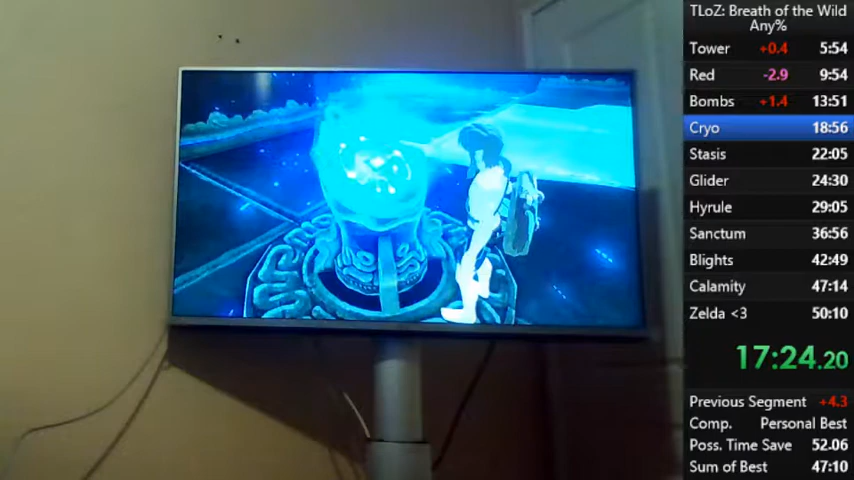 TLoZ: Breath of the Wild
Any%
Tower +0.4 5:54
Red -2.9 9:54
Bombs +1.4 13:51
Cryo 18:56
Stasis 22:05
Glider 24:30
Hyrule 29:05
Sanctum 36:56
Blights 42:49
Calamity 47:14
Zelda <3 50:10
17:24.20
Previous Segment +4.3
Comp. Personal Best
Poss. Time Save 52.06
Sum of Best 47:10